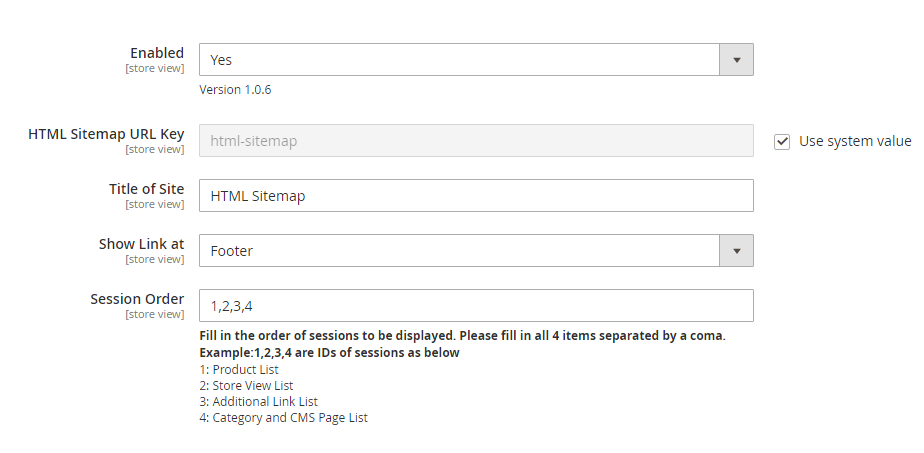 Enabled
[store view]
Yes
Version 1.0.6
HTML Sitemap URL Key
[store view]
html-sitemap
Use system value
Title of Site
[store view]
HTML Sitemap
Show Link at
[store view]
Footer
Session Order
[store view]
1,2,3,4
Fill in the order of sessions to be displayed. Please fill in all 4 items separated by a coma.
Example:1,2,3,4 are IDs of sessions as below
1: Product List
2: Store View List
3: Additional Link List
4: Category and CMS Page List